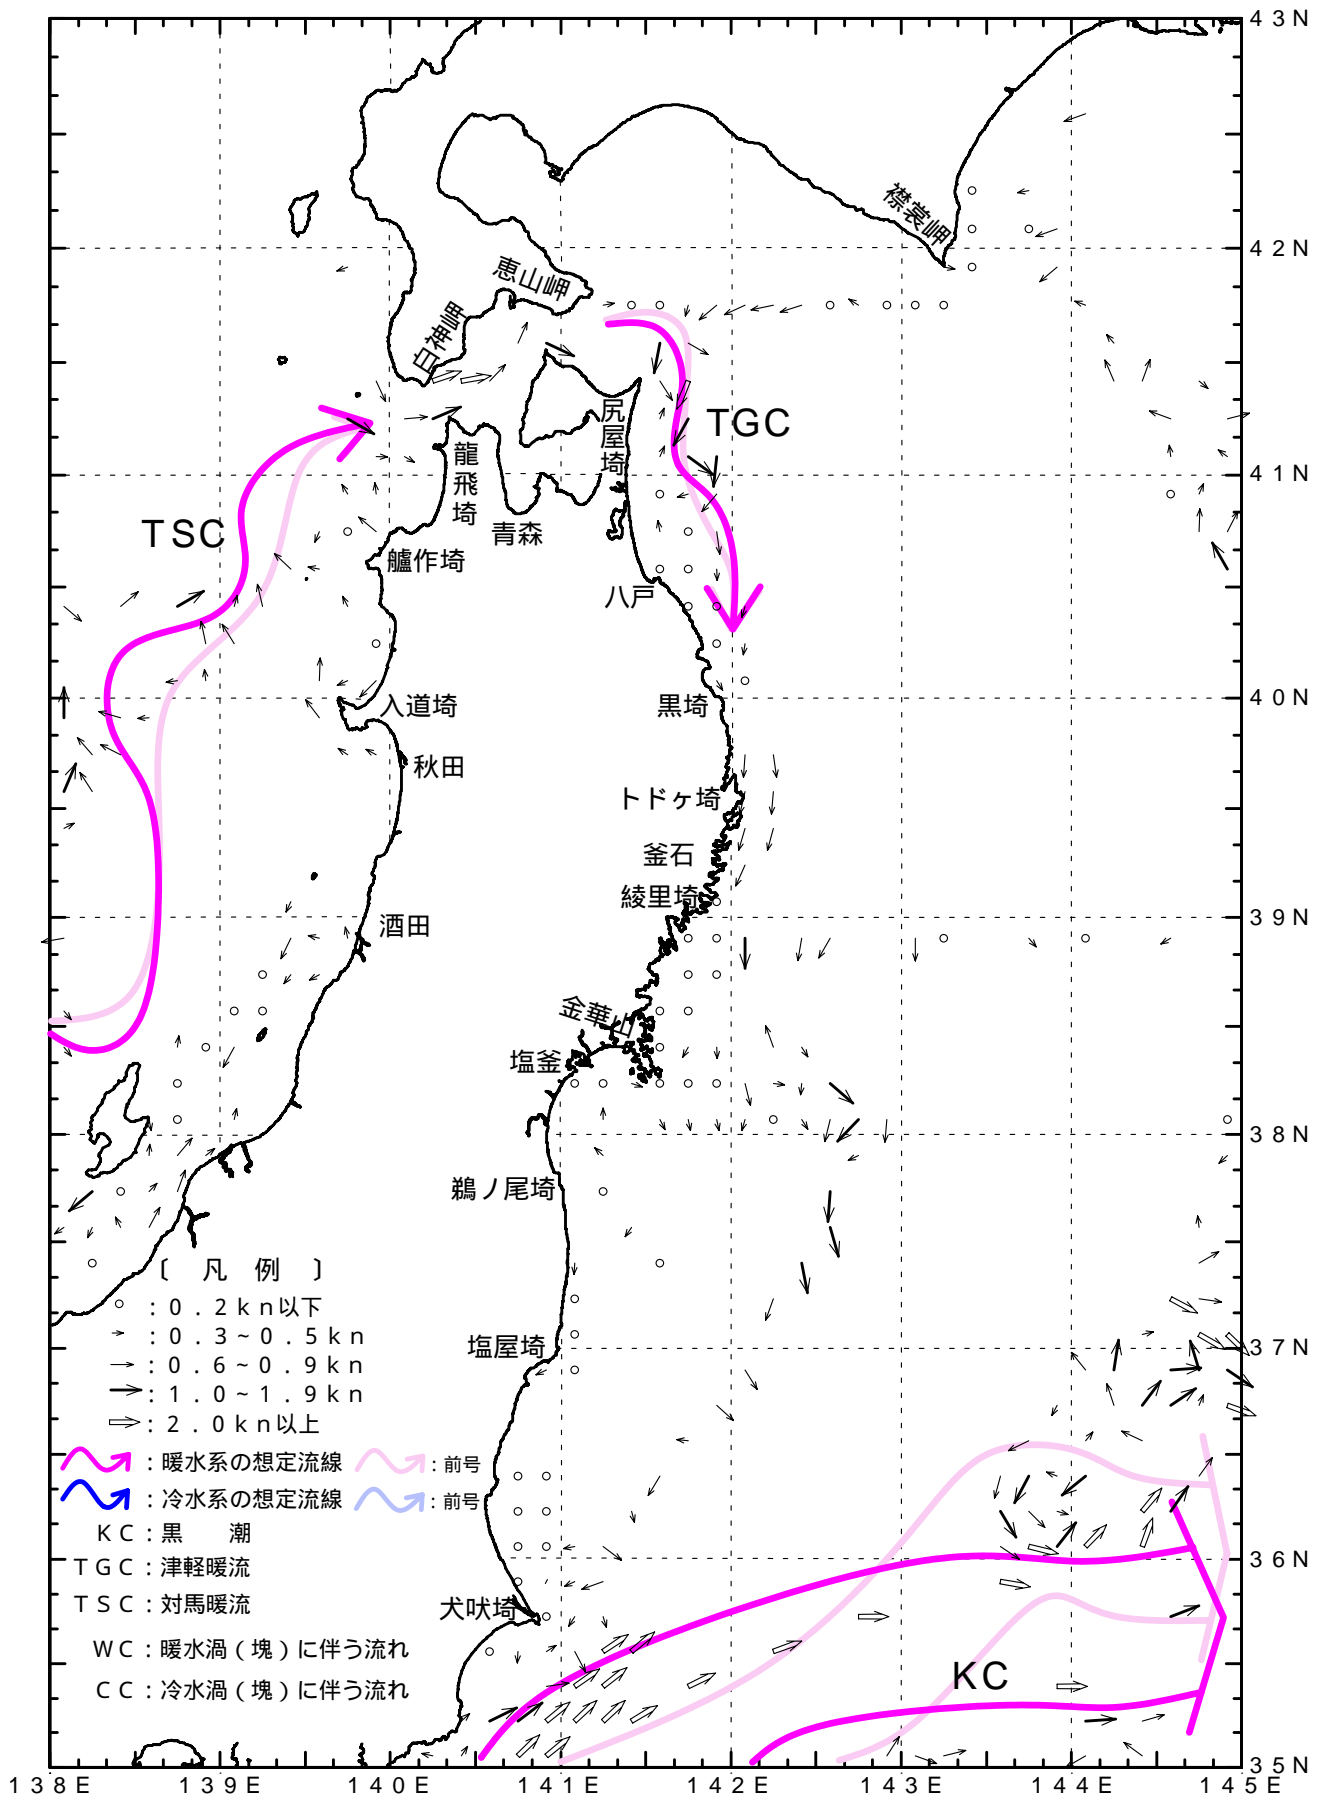 43N
襟裳岬
42N
恵山岬
白神岬
TGC
尻屋埼
龍飛埼
41N
TSC
青森
艫作埼
八戸
入道埼
黒埼
40N
秋田
トドヶ埼
釜石
綾里埼
酒田
39N
金華山
塩釜
38N
鵜ノ尾埼
〔 凡 例 〕
:0.2kn以下
:0.3~0.5kn
塩屋埼
37N
:0.6~0.9kn
:1.0~1.9kn
:2.0kn以上
:暖水系の想定流線 :前号
:冷水系の想定流線 :前号
KC:黒 潮
TGC:津軽暖流
36N
TSC:対馬暖流
犬吠埼
WC:暖水渦(塊)に伴う流れ
KC
CC:冷水渦(塊)に伴う流れ
35N
138E 139E 140E 141E 142E 143E 144E 145E